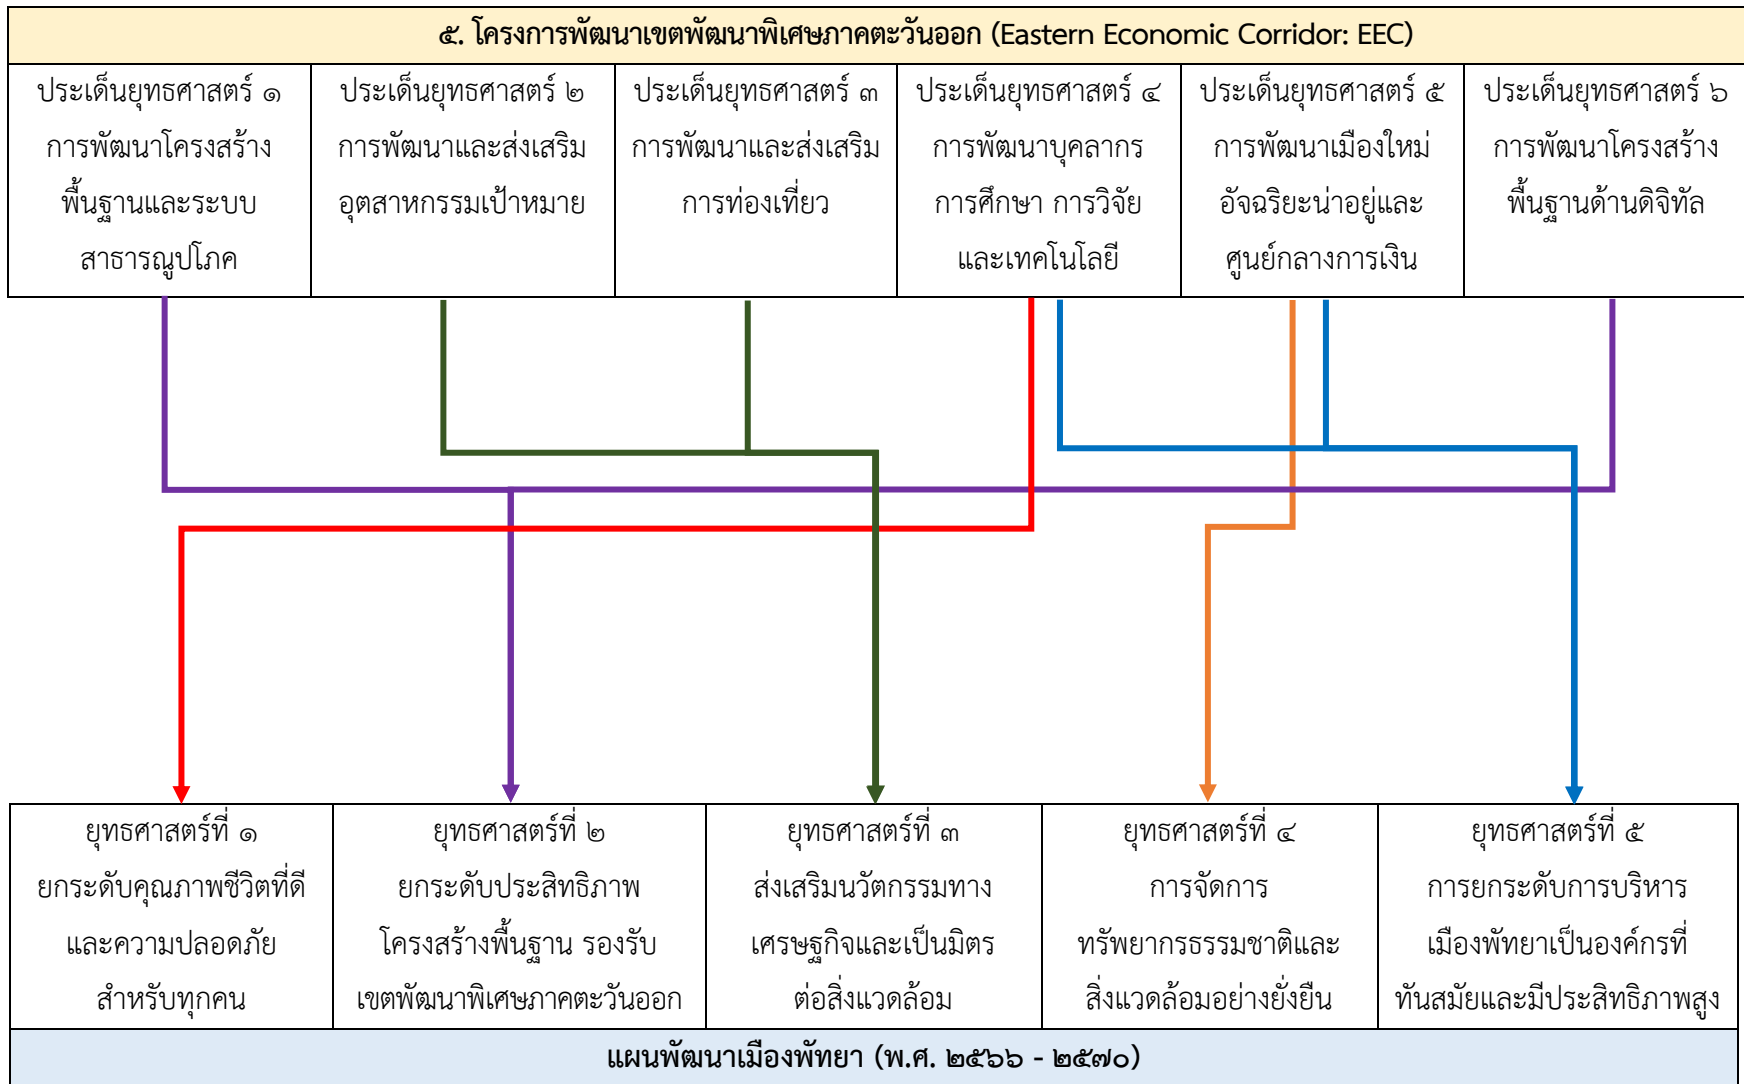 ๕. โครงการพัฒนาเขตพัฒนาพิเศษภาคตะวันออก (Eastern Economic Corridor: EEC)
ประเด็นยุทธศาสตร์ ๑
การพัฒนาโครงสร้าง
พื้นฐานและระบบ
สาธารณูปโภค
ประเด็นยุทธศาสตร์ ๒
การพัฒนาและส่งเสริม
อุตสาหกรรมเป้าหมาย
ประเด็นยุทธศาสตร์ ๓
การพัฒนาและส่งเสริม
การท่องเที่ยว
ประเด็นยุทธศาสตร์ ๔
การพัฒนาบุคลากร
การศึกษา การวิจัย
และเทคโนโลยี
ประเด็นยุทธศาสตร์ ๕
การพัฒนาเมืองใหม่
อัจฉริยะน่าอยู่และ
ศูนย์กลางการเงิน
ประเด็นยุทธศาสตร์ ๖
การพัฒนาโครงสร้าง
พื้นฐานด้านดิจิทัล
ยุทธศาสตร์ที่ ๑
ยกระดับคุณภาพชีวิตที่ดี
และความปลอดภัย
สำหรับทุกคน
ยุทธศาสตร์ที่ ๒
ยกระดับประสิทธิภาพ
โครงสร้างพื้นฐาน รองรับ
เขตพัฒนาพิเศษภาคตะวันออก
ยุทธศาสตร์ที่ ๓
ส่งเสริมนวัตกรรมทาง
เศรษฐกิจและเป็นมิตร
ต่อสิ่งแวดล้อม
ยุทธศาสตร์ที่ ๔
การจัดการ
ทรัพยากรธรรมชาติและ
สิ่งแวดล้อมอย่างยั่งยืน
ยุทธศาสตร์ที่ ๕
การยกระดับการบริหาร
เมืองพัทยาเป็นองค์กรที่
ทันสมัยและมีประสิทธิภาพสูง
แผนพัฒนาเมืองพัทยา (พ.ศ. ๒๕๖๖ - ๒๕๗๐)